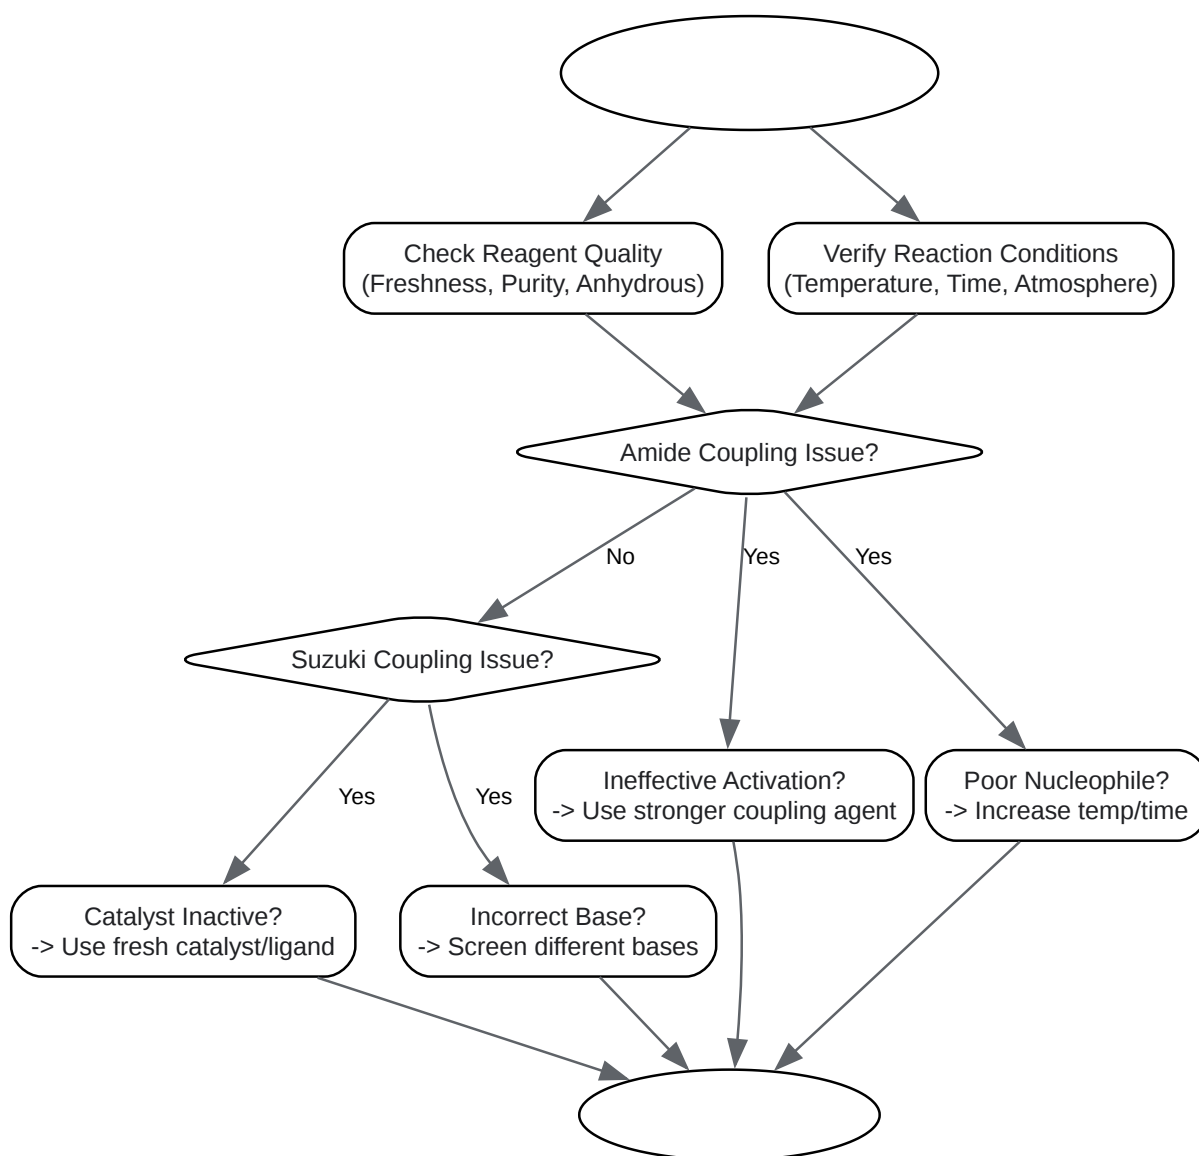 Check Reagent Quality
(Freshness, Purity, Anhydrous)
Verify Reaction Conditions
(Temperature, Time, Atmosphere)
Amide Coupling Issue?
No
Yes
Yes
Suzuki Coupling Issue?
Yes
Yes
Ineffective Activation?
-> Use stronger coupling agent
Poor Nucleophile?
-> Increase temp/time
Catalyst Inactive?
-> Use fresh catalyst/ligand
Incorrect Base?
-> Screen different bases